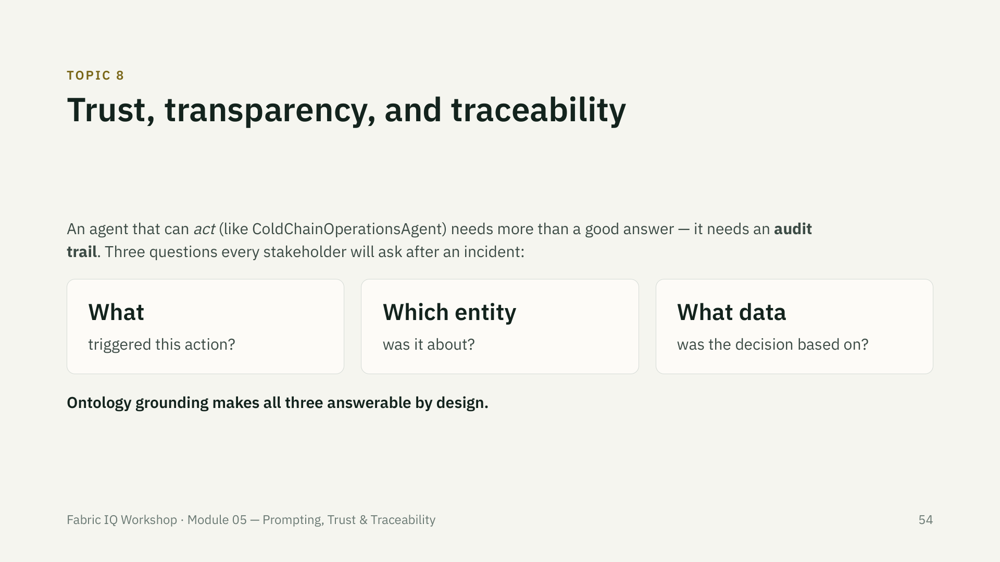 TOPIC 8
Trust, transparency, and traceability
An agent that can act (like ColdChainOperationsAgent) needs more than a good answer — it needs an audit
trail. Three questions every stakeholder will ask after an incident:
What
triggered this action?
Which entity
was it about?
What data
was the decision based on?
Ontology grounding makes all three answerable by design.
Fabric IQ Workshop · Module 05 — Prompting, Trust & Traceability
54